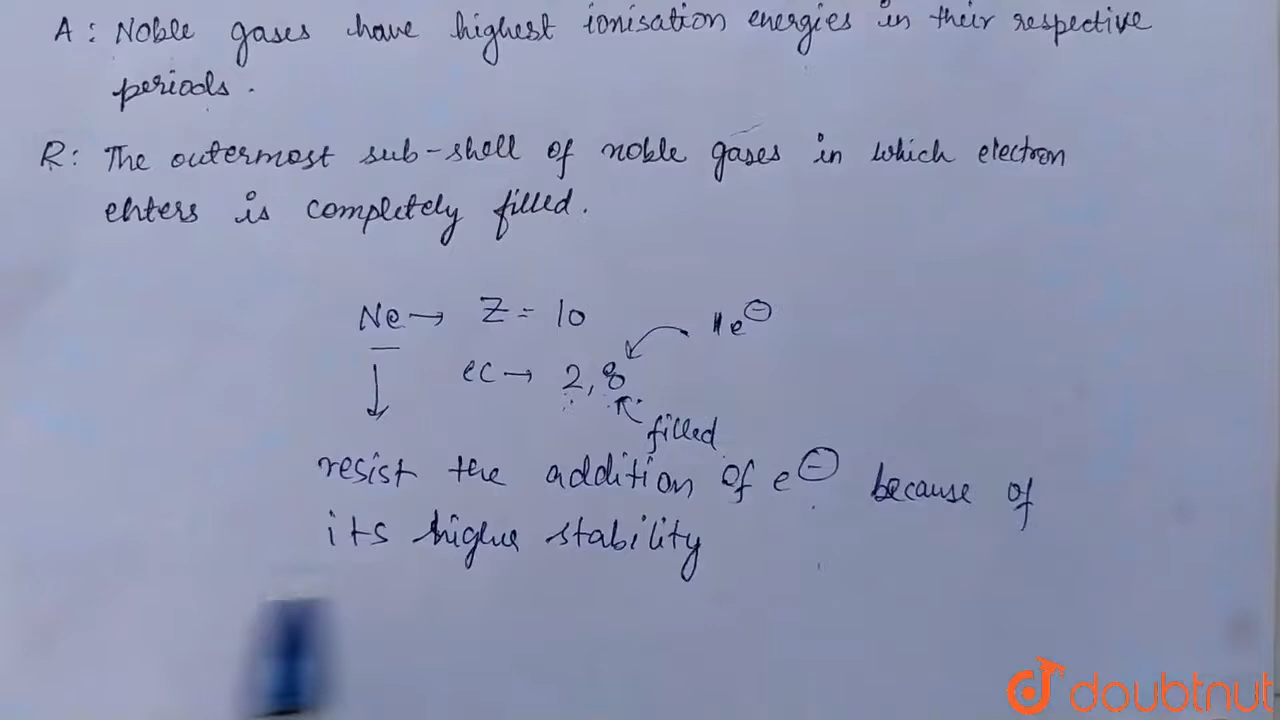 A : Noble gases have highest ionisation energies in their respective
periods.
R: The outermost sub-shell of noble gases in which electron
enters is completely filled.
Ne → Z = 10
1e⊖
ec → 2, 8
filled
resist the addition of e⊖ because of
its higher stability
doubtnut